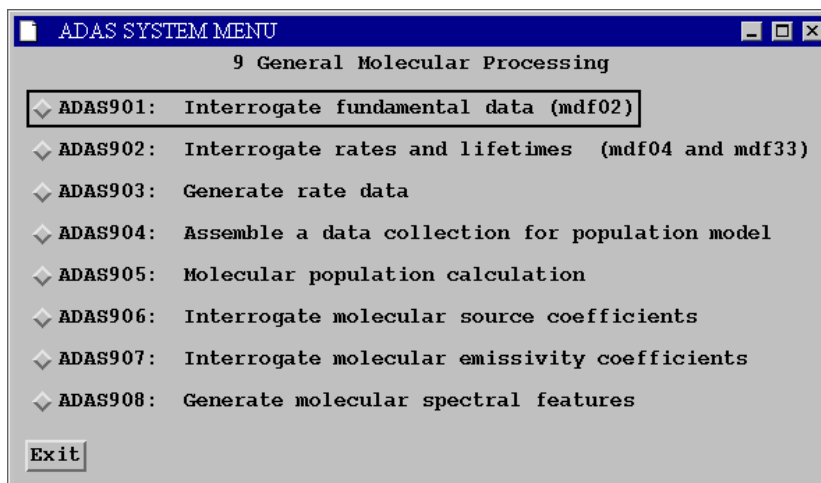 ADAS SYSTEM MENU
9 General Molecular Processing
ADAS901: Interrogate fundamental data (mdf02)
ADAS902: Interrogate rates and lifetimes (mdf04 and mdf33)
ADAS903: Generate rate data
ADAS904: Assemble a data collection for population model
ADAS905: Molecular population calculation
ADAS906: Interrogate molecular source coefficients
ADAS907: Interrogate molecular emissivity coefficients
ADAS908: Generate molecular spectral features
Exit